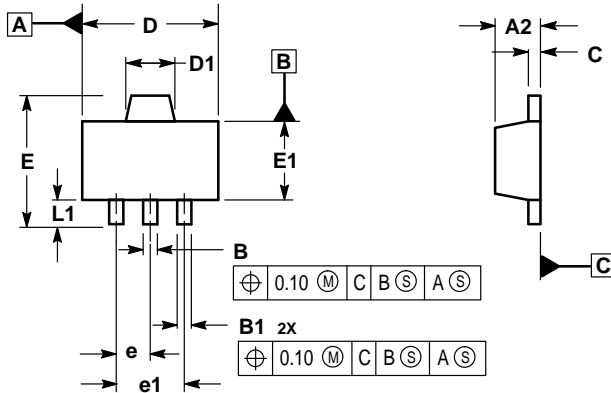 A
D
A2
C
D1
B
E
E1
L1
C
B
⌖ 0.10 Ⓜ C B Ⓢ A Ⓢ
B1 2X
e
⌖ 0.10 Ⓜ C B Ⓢ A Ⓢ
e1